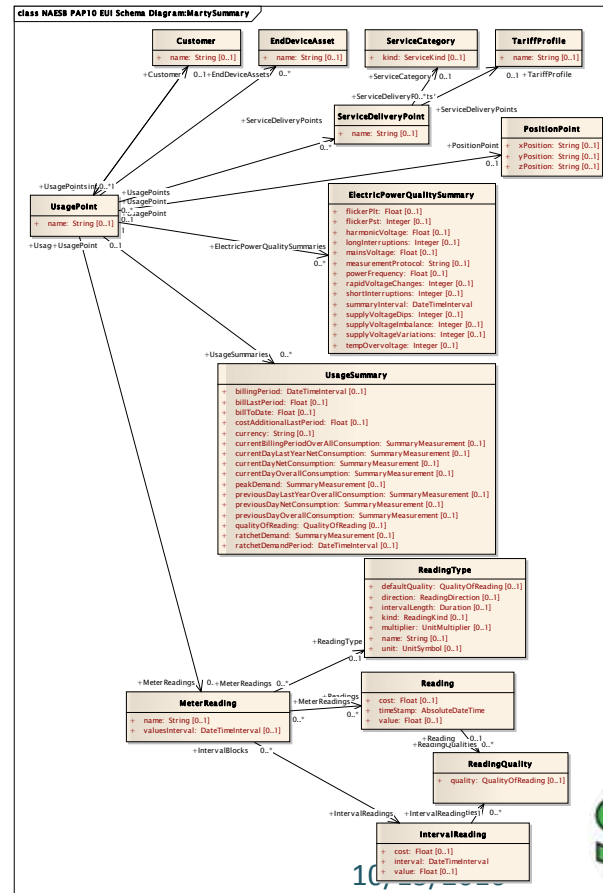 class NAESB PAP10 EUI Schema Diagram:MartySummary
Customer
+ name: String [0..1]
EndDeviceAsset
+ name: String [0..1]
ServiceCategory
+ kind: ServiceKind [0..1]
TariffProfile
+ name: String [0..1]
+Customer
0..1
+EndDeviceAssets
0..*
+ServiceCategory
0..1
0..1
+TariffProfile
+ServiceDeliveryPoints
+ServiceDeliveryPoints
ServiceDeliveryPoint
+ name: String [0..1]
0..*
+PositionPoint
0..1
PositionPoint
+ xPosition: String [0..1]
+ yPosition: String [0..1]
+ zPosition: String [0..1]
+UsagePoints
+UsagePoint
UsagePoint
+ name: String [0..1]
0..1
+UsagePoint
0..1
+ElectricPowerQualitySummaries
0..*
ElectricPowerQualitySummary
+ flickerPlt: Float [0..1]
+ flickerPst: Integer [0..1]
+ harmonicVoltage: Float [0..1]
+ longInterruptions: Integer [0..1]
+ mainsVoltage: Float [0..1]
+ measurementProtocol: String [0..1]
+ powerFrequency: Float [0..1]
+ rapidVoltageChanges: Integer [0..1]
+ shortInterruptions: Integer [0..1]
+ summaryInterval: DateTimeInterval
+ supplyVoltageDips: Integer [0..1]
+ supplyVoltageImbalance: Integer [0..1]
+ supplyVoltageVariations: Integer [0..1]
+ tempOvervoltage: Integer [0..1]
+UsageSummaries
0..*
UsageSummary
+ billingPeriod: DateTimeInterval [0..1]
+ billLastPeriod: Float [0..1]
+ billToDate: Float [0..1]
+ costAdditionalLastPeriod: Float [0..1]
+ currency: String [0..1]
+ currentBillingPeriodOverAllConsumption: SummaryMeasurement [0..1]
+ currentDayLastYearNetConsumption: SummaryMeasurement [0..1]
+ currentDayNetConsumption: SummaryMeasurement [0..1]
+ currentDayOverallConsumption: SummaryMeasurement [0..1]
+ peakDemand: SummaryMeasurement [0..1]
+ previousDayLastYearOverallConsumption: SummaryMeasurement [0..1]
+ previousDayNetConsumption: SummaryMeasurement [0..1]
+ previousDayOverallConsumption: SummaryMeasurement [0..1]
+ qualityOfReading: QualityOfReading [0..1]
+ ratchetDemand: SummaryMeasurement [0..1]
+ ratchetDemandPeriod: DateTimeInterval [0..1]
ReadingType
+ defaultQuality: QualityOfReading [0..1]
+ direction: ReadingDirection [0..1]
+ intervalLength: Duration [0..1]
+ kind: ReadingKind [0..1]
+ multiplier: UnitMultiplier [0..1]
+ name: String [0..1]
+ unit: UnitSymbol [0..1]
+ReadingType
0..1
+MeterReadings
+MeterReadings 0..*
+MeterReadings
0..*
0..*
MeterReading
+ name: String [0..1]
+ valuesInterval: DateTimeInterval [0..1]
Reading
+ cost: Float [0..1]
+ timeStamp: AbsoluteDateTime
+ value: Float [0..1]
+Reading
0..1
+ReadingQualities 0..*
+IntervalBlocks
0..*
ReadingQuality
+ quality: QualityOfReading [0..1]
+IntervalReadings
+IntervalReading
0..*
IntervalReading
+ cost: Float [0..1]
+ interval: DateTimeInterval
+ value: Float [0..1]